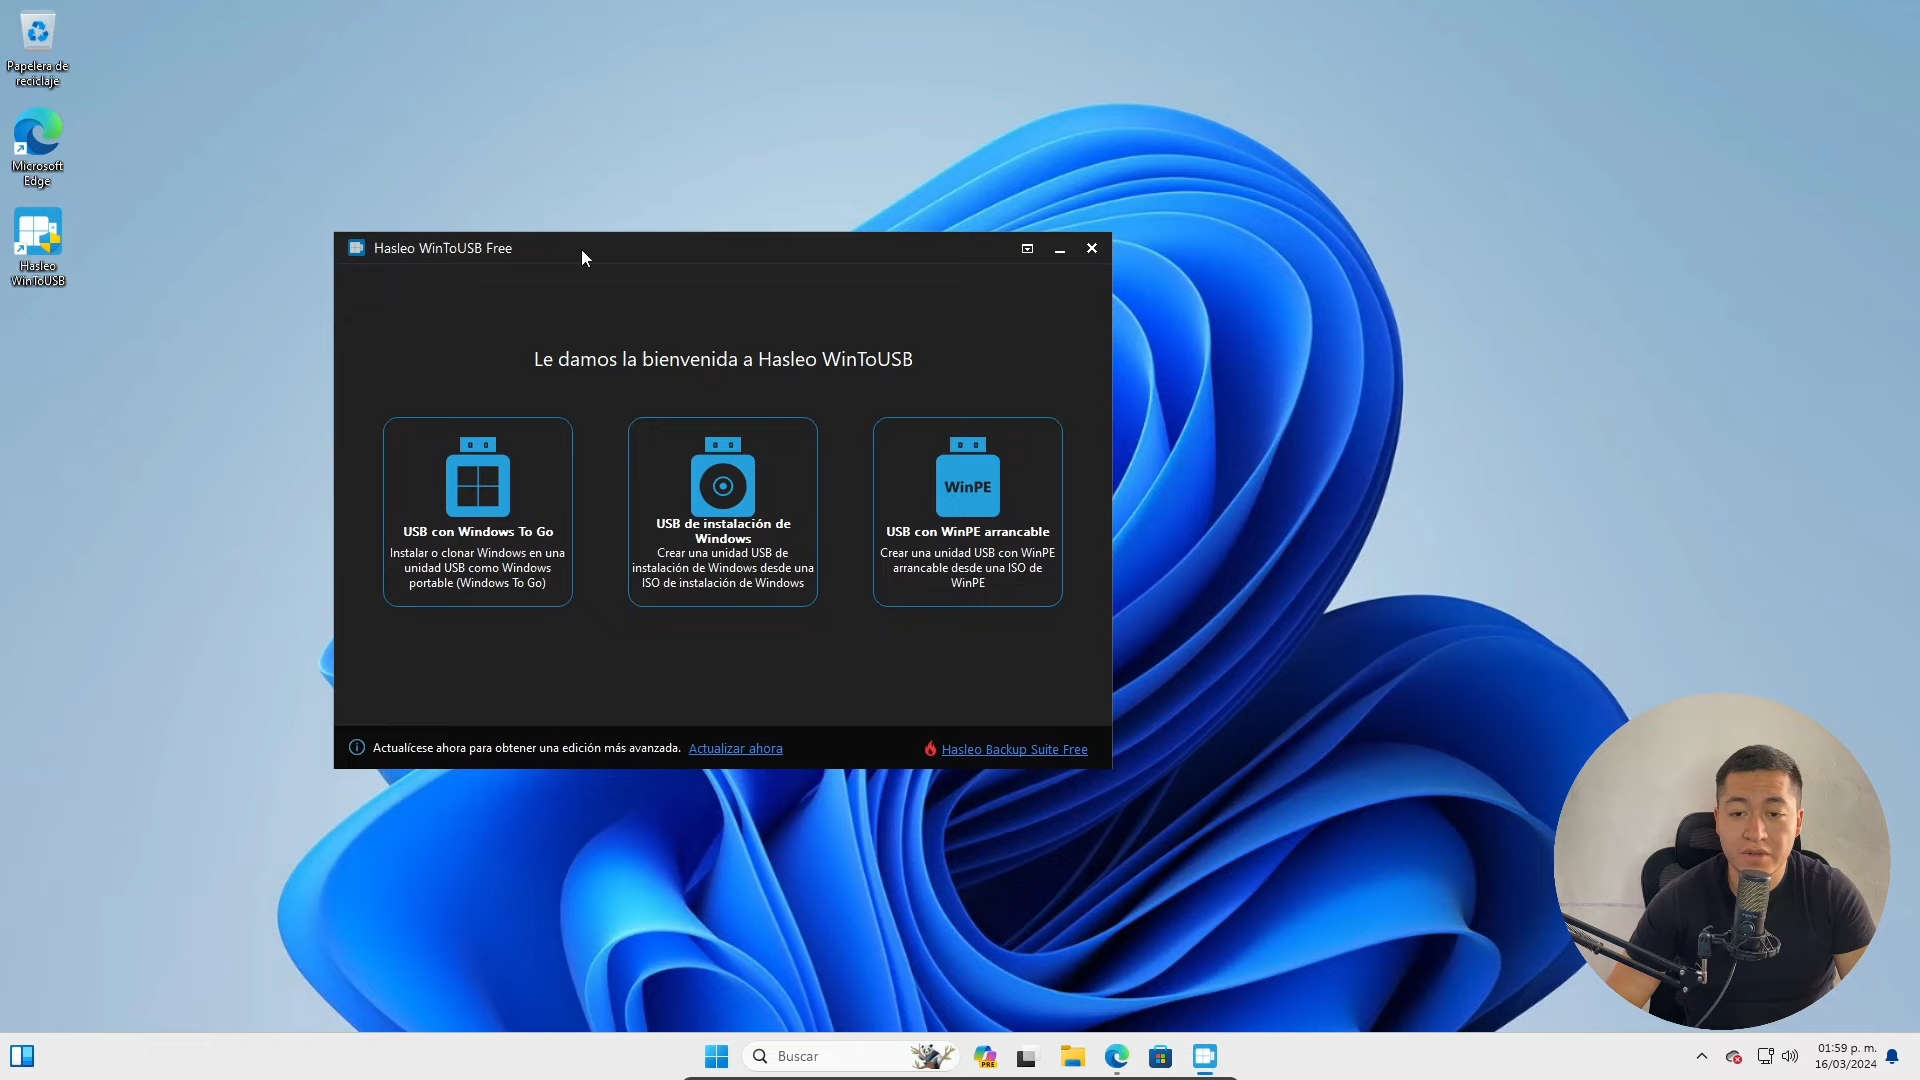 Papelera de
reciclaje
Microsoft
Edge
Hasleo
WinToUSB
Hasleo WinToUSB Free
Le damos la bienvenida a Hasleo WinToUSB
USB con Windows To Go
Instalar o clonar Windows en una
unidad USB como Windows
portable (Windows To Go)
USB de instalación de
Windows
Crear una unidad USB de
instalación de Windows desde una
ISO de instalación de Windows
WinPE
USB con WinPE arrancable
Crear una unidad USB con WinPE
arrancable desde una ISO de
WinPE
Actualícese ahora para obtener una edición más avanzada. Actualizar ahora
Hasleo Backup Suite Free
Buscar
PRE
01:59 p. m.
16/03/2024